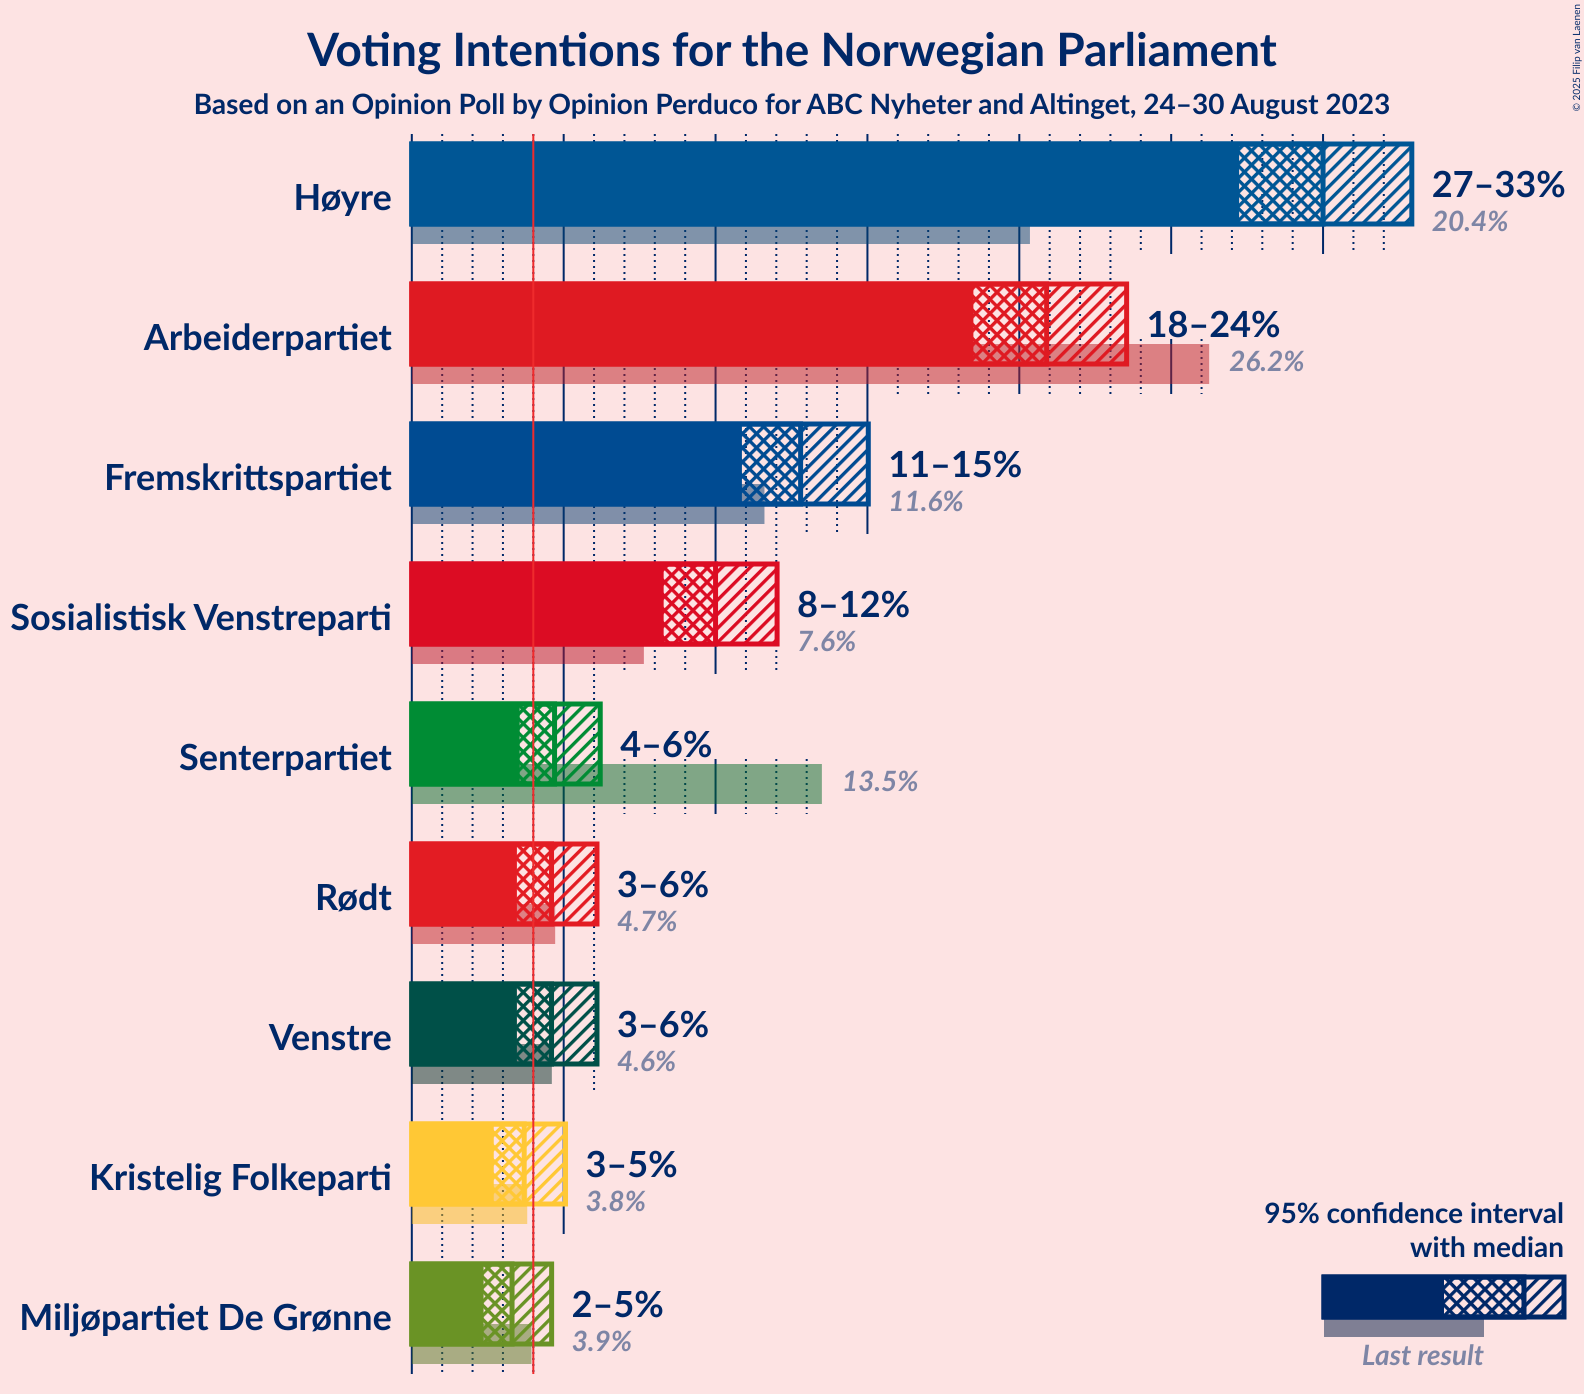 Voting Intentions for the Norwegian Parliament
Based on an Opinion Poll by Opinion Perduco for ABC Nyheter and Altinget, 24–30 August 2023
© 2025 Filip van Laenen
Høyre
27–33%
20.4%
Arbeiderpartiet
18–24%
26.2%
Fremskrittspartiet
11–15%
11.6%
Sosialistisk Venstreparti
8–12%
7.6%
Senterpartiet
4–6%
13.5%
Rødt
3–6%
4.7%
Venstre
3–6%
4.6%
Kristelig Folkeparti
3–5%
3.8%
Miljøpartiet De Grønne
2–5%
3.9%
95% confidence interval
with median
Last result